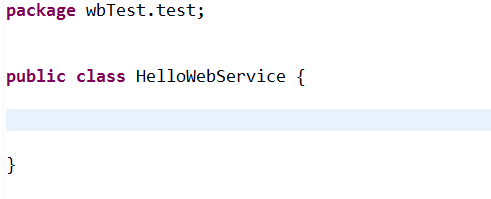 package wbTest.test;
public class HelloWebService {
}